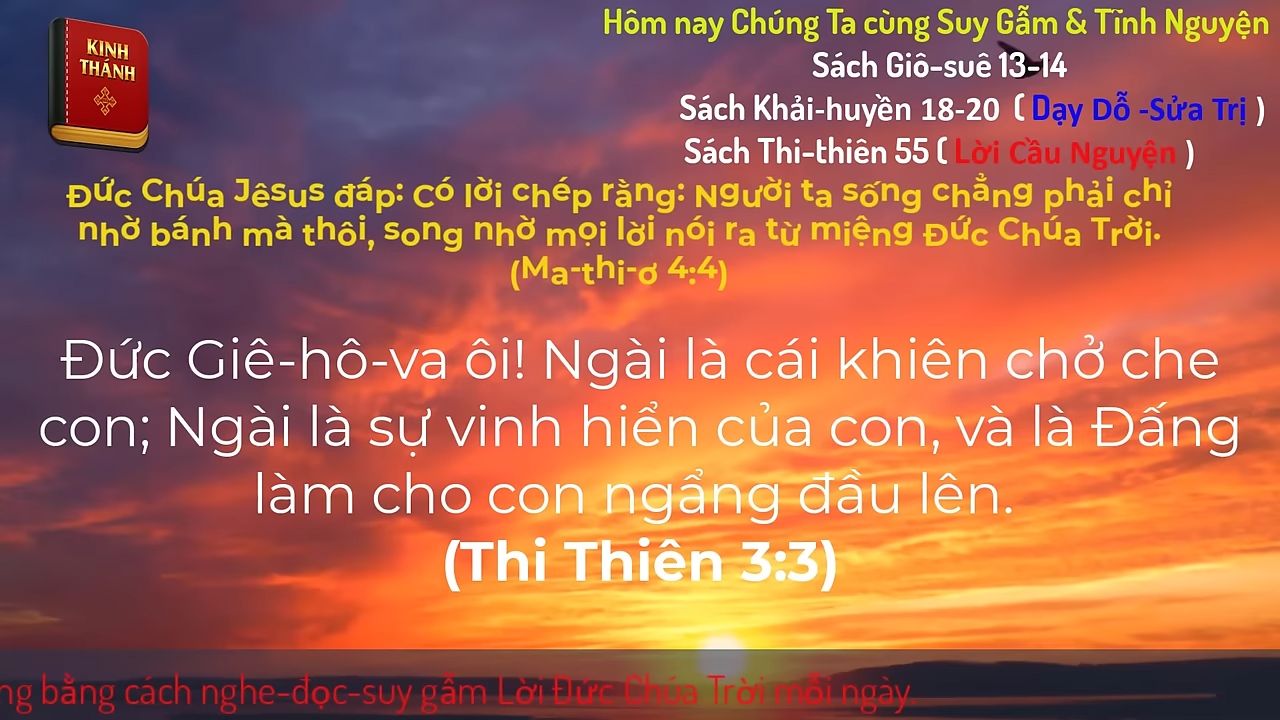 KINH
THÁNH
Hôm nay Chúng Ta cùng Suy Gẫm & Tĩnh Nguyện
Sách Giô-suê 13-14
Sách Khải-huyền 18-20 ( Dạy Dỗ -Sửa Trị )
Sách Thi-thiên 55 ( Lời Cầu Nguyện )
Đức Chúa Jêsus đáp: Có lời chép rằng: Người ta sống chẳng phải chỉ
nhờ bánh mà thôi, song nhờ mọi lời nói ra từ miệng Đức Chúa Trời.
(Ma-thi-ơ 4:4)
Đức Giê-hô-va ôi! Ngài là cái khiên chở che
con; Ngài là sự vinh hiển của con, và là Đấng
làm cho con ngẩng đầu lên.
(Thi Thiên 3:3)
ng bằng cách nghe-đọc-suy gẫm Lời Đức Chúa Trời mỗi ngày.